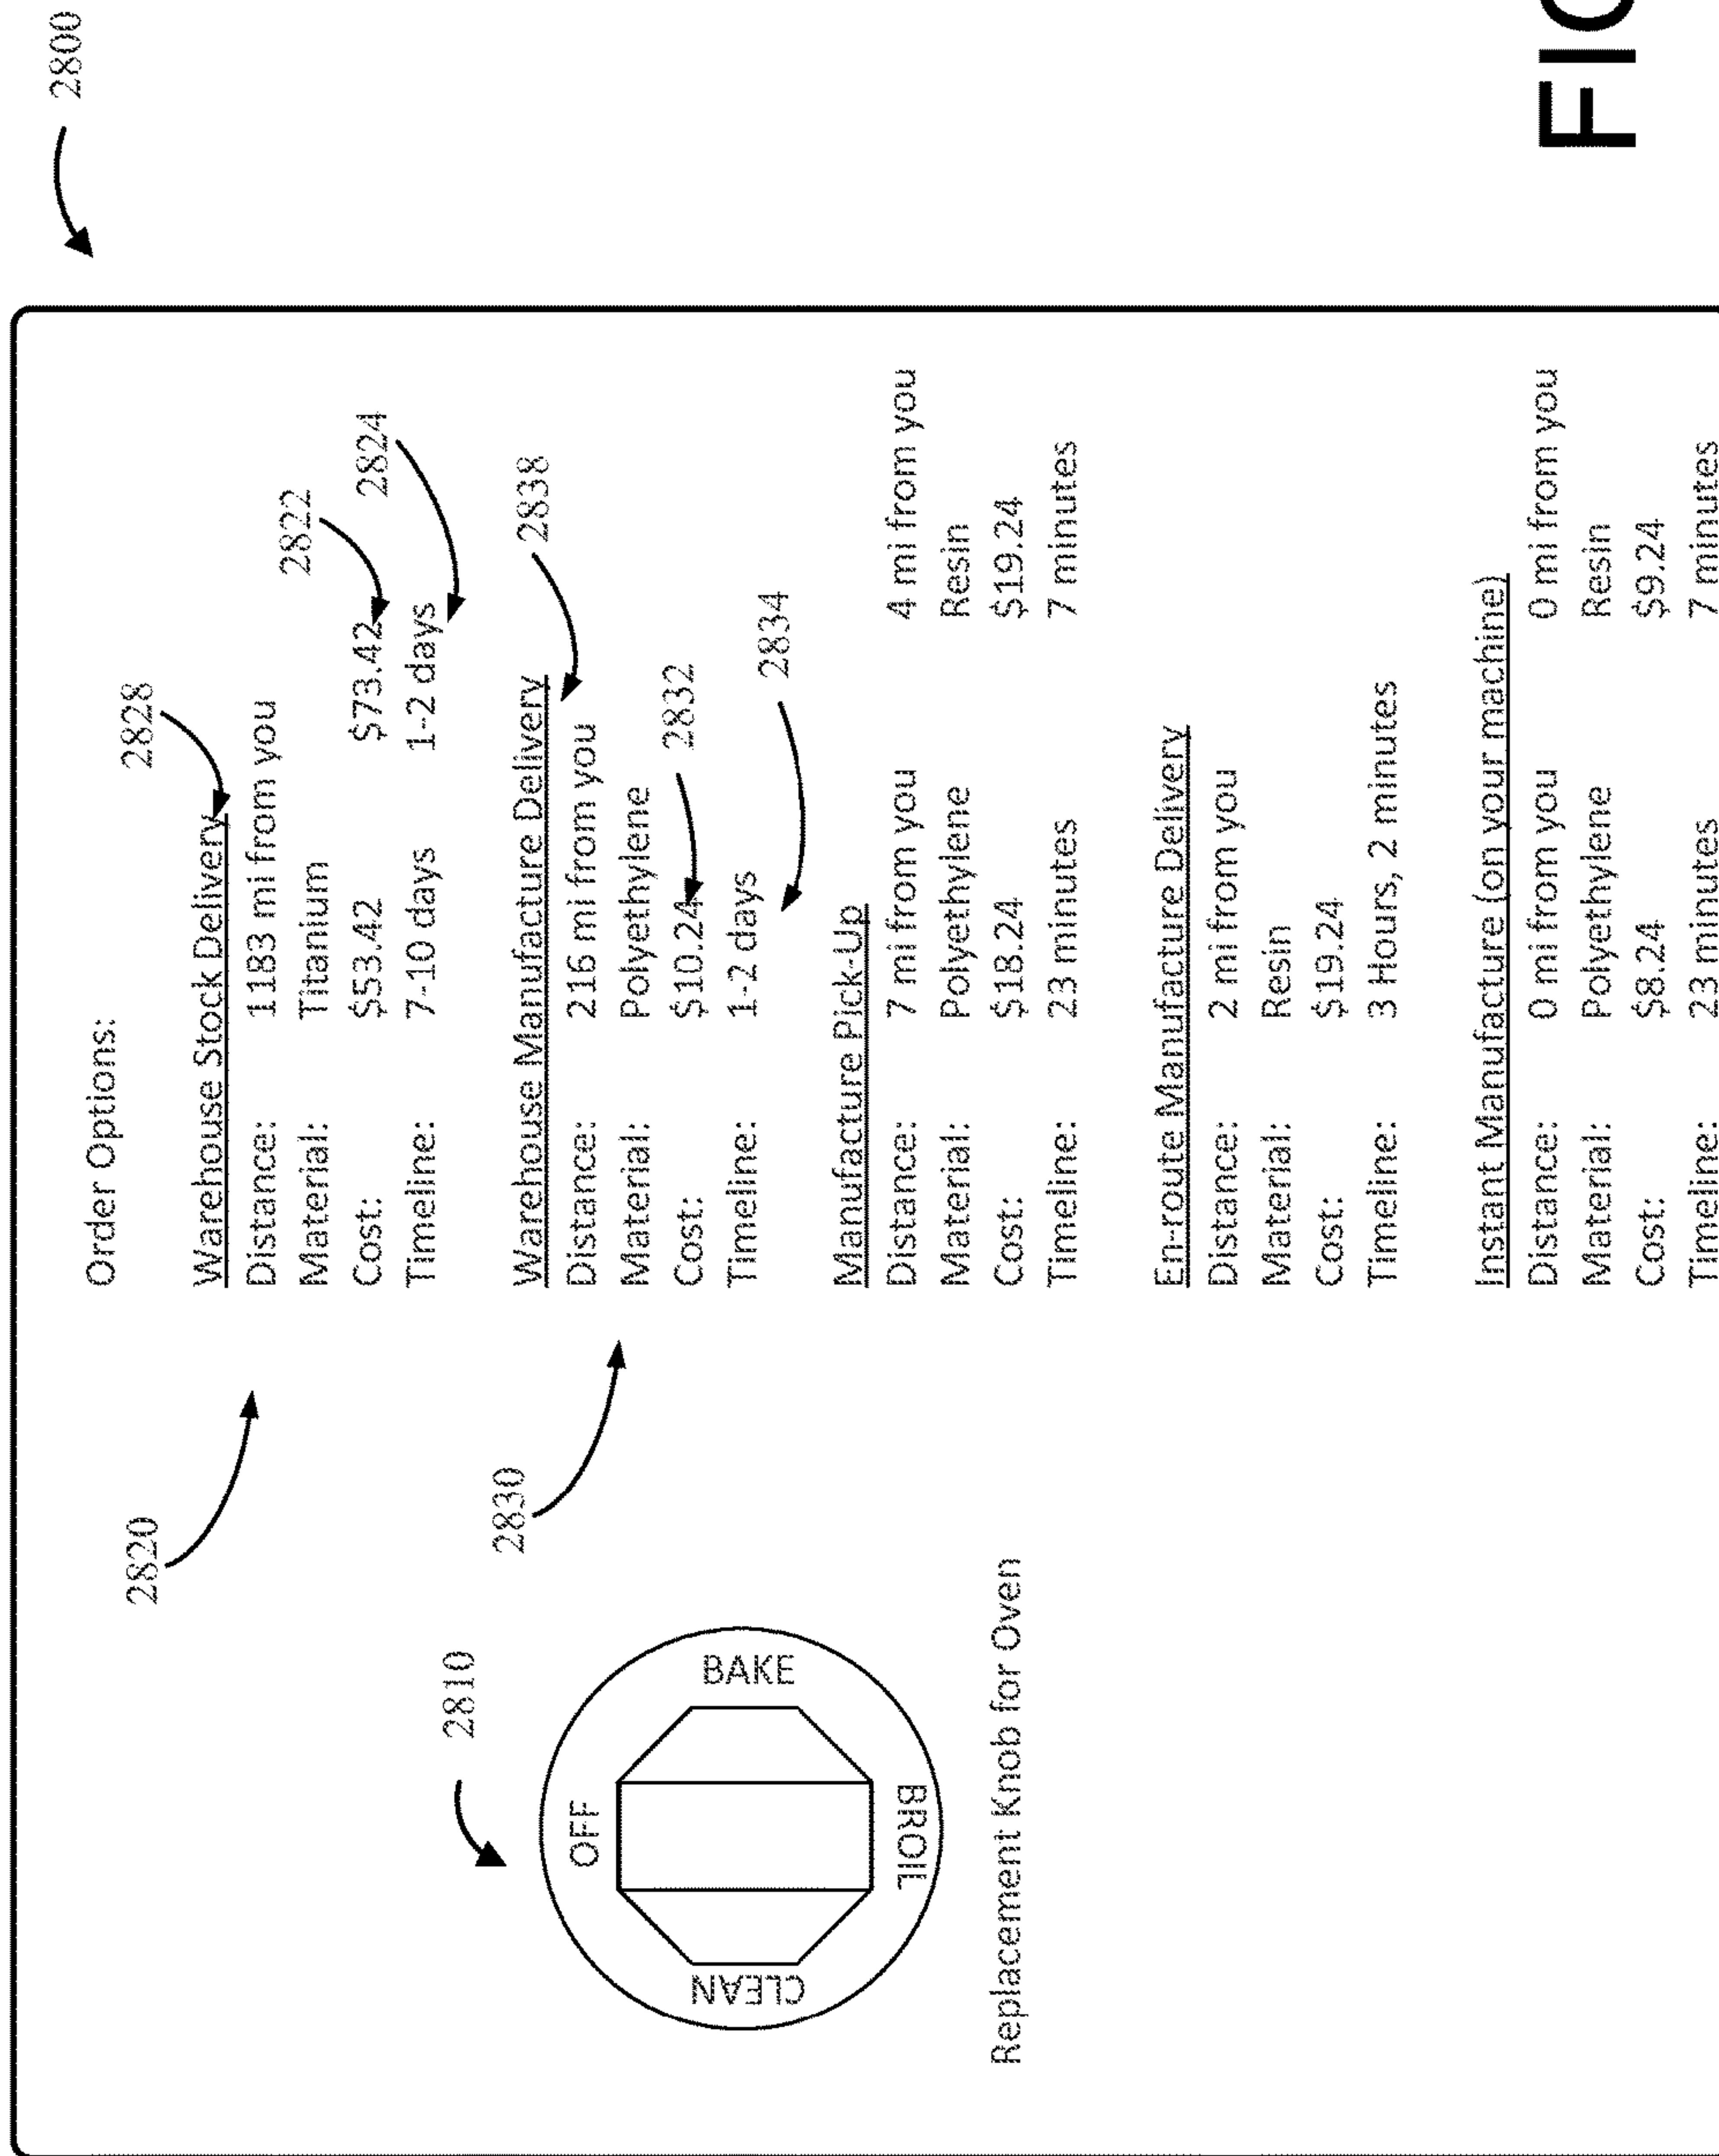 2800
Order Options:
2820
2828
Warehouse Stock Delivery
Distance: 1183 mi from you
Material: Titanium
2822
Cost: $53.42 $73.42
2824
Timeline: 7-10 days 1-2 days
2810
2830
2838
Warehouse Manufacture Delivery
Distance: 216 mi from you
Material: Polyethylene
Cost: $10.24
2832
Timeline: 1-2 days
2834
OFF
BAKE
CLEAN
BROIL
Replacement Knob for Oven
Manufacture Pick-Up
Distance: 7 mi from you 4 mi from you
Material: Polyethylene Resin
Cost: $18.24 $19.24
Timeline: 23 minutes 7 minutes
En-route Manufacture Delivery
Distance: 2 mi from you
Material: Resin
Cost: $19.24
Timeline: 3 Hours, 2 minutes
Instant Manufacture (on your machine)
Distance: 0 mi from you 0 mi from you
Material: Polyethylene Resin
Cost: $8.24 $9.24
Timeline: 23 minutes 7 minutes